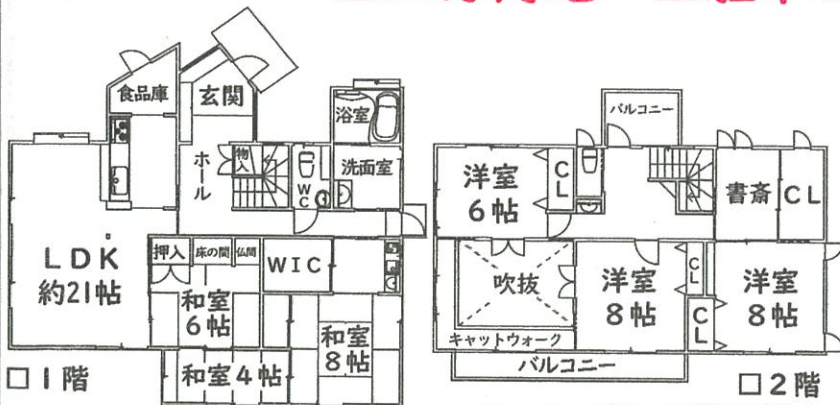 食品庫
玄関
浴室
物入
ホール
WC
洗面室
LDK
約21帖
押入
床の間
仏間
WIC
和室
6帖
和室
8帖
和室4帖
□1階
バルコニー
洋室
6帖
CL
書斎
CL
吹抜
洋室
8帖
CL
CL
洋室
8帖
キャットウォーク
バルコニー
□2階